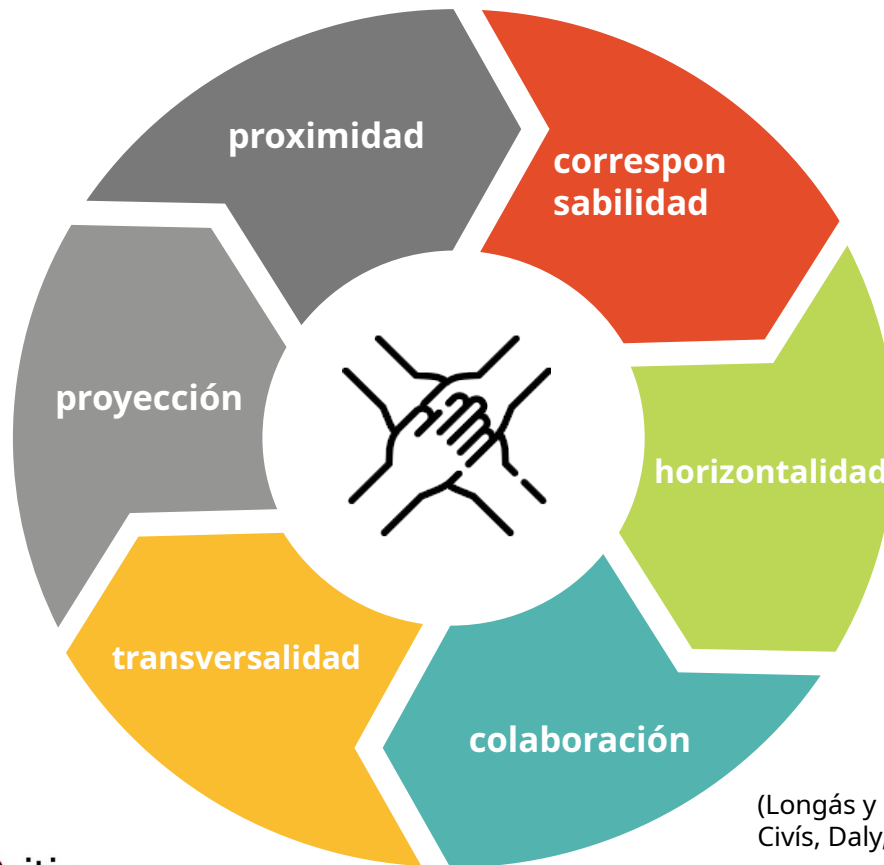 proximidad
correspon
sabilidad
proyección
horizontalidad
transversalidad
colaboración
(Longás y
Civís, Daly,